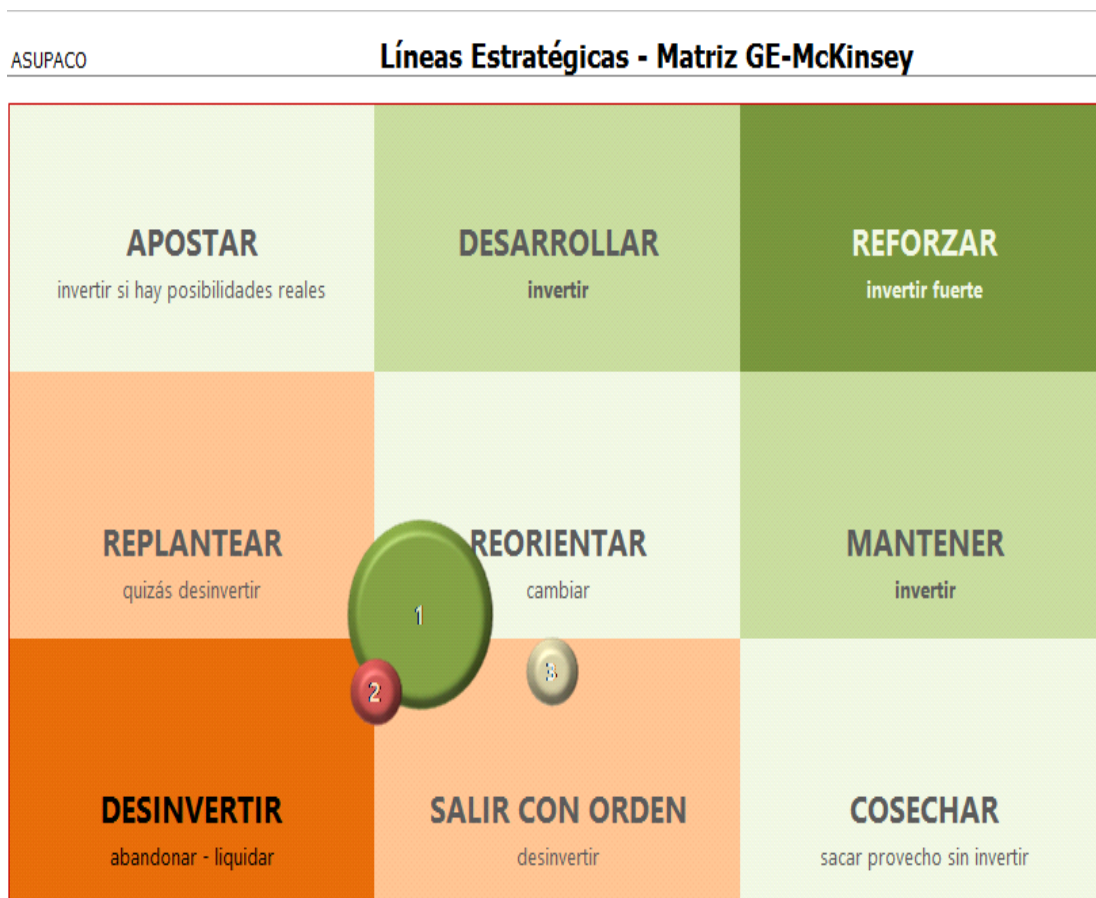 ASUPACO
Líneas Estratégicas - Matriz GE-McKinsey
APOSTAR
invertir si hay posibilidades reales
DESARROLLAR
invertir
REFORZAR
invertir fuerte
REPLANTEAR
quizás desinvertir
REORIENTAR
cambiar
MANTENER
invertir
1
2
3
DESINVERTIR
abandonar - liquidar
SALIR CON ORDEN
desinvertir
COSECHAR
sacar provecho sin invertir